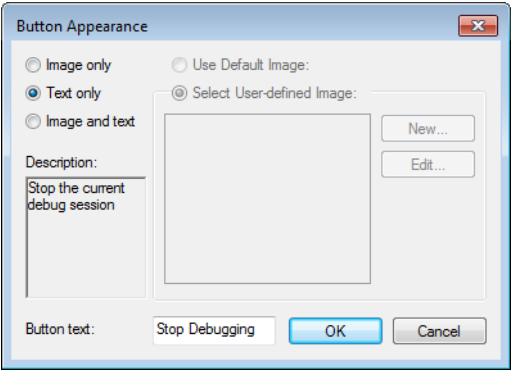 Button Appearance
Image only
Use Default Image:
Text only
Select User-defined Image:
Image and text
New...
Edit...
Description:
Stop the current
debug session
Button text:
Stop Debugging
OK
Cancel